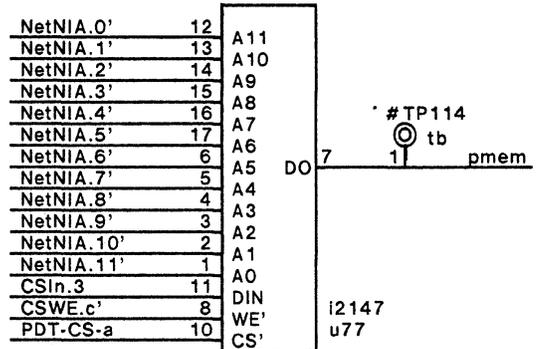 NetNIA.0' 12 A11
NetNIA.1' 13 A10
NetNIA.2' 14 A9
NetNIA.3' 15 A8
NetNIA.4' 16 A7
NetNIA.5' 17 A6
NetNIA.6' 6 A5
NetNIA.7' 5 A4
NetNIA.8' 4 A3
NetNIA.9' 3 A2
NetNIA.10' 2 A1
NetNIA.11' 1 A0
CSIn.3 11 DIN
CSWE.c' 8 WE'
PDT-CS-a 10 CS'
#TP114
tb
DO 7 1 pmem
i2147
u77